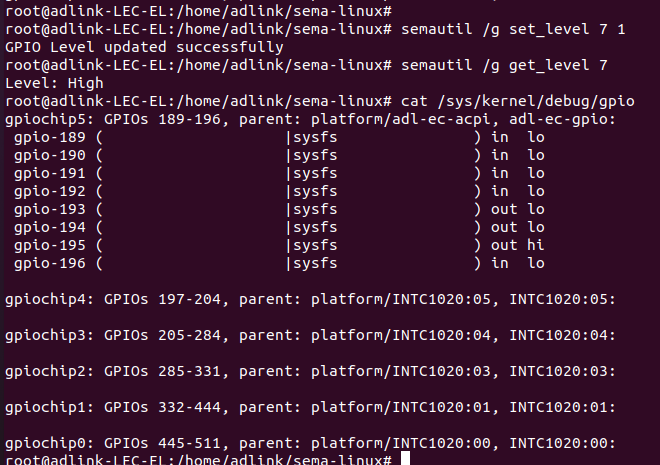 root@adlink-LEC-EL:/home/adlink/sema-linux#
root@adlink-LEC-EL:/home/adlink/sema-linux# semautil /g set_level 7 1
GPIO Level updated successfully
root@adlink-LEC-EL:/home/adlink/sema-linux# semautil /g get_level 7
Level: High
root@adlink-LEC-EL:/home/adlink/sema-linux# cat /sys/kernel/debug/gpio
gpiochip5: GPIOs 189-196, parent: platform/adl-ec-acpi, adl-ec-gpio:
 gpio-189 (                    |sysfs               ) in  lo
 gpio-190 (                    |sysfs               ) in  lo
 gpio-191 (                    |sysfs               ) in  lo
 gpio-192 (                    |sysfs               ) in  lo
 gpio-193 (                    |sysfs               ) out lo
 gpio-194 (                    |sysfs               ) out lo
 gpio-195 (                    |sysfs               ) out hi
 gpio-196 (                    |sysfs               ) in  lo
gpiochip4: GPIOs 197-204, parent: platform/INTC1020:05, INTC1020:05:
gpiochip3: GPIOs 205-284, parent: platform/INTC1020:04, INTC1020:04:
gpiochip2: GPIOs 285-331, parent: platform/INTC1020:03, INTC1020:03:
gpiochip1: GPIOs 332-444, parent: platform/INTC1020:01, INTC1020:01:
gpiochip0: GPIOs 445-511, parent: platform/INTC1020:00, INTC1020:00:
root@adlink-LEC-EL:/home/adlink/sema-linux#